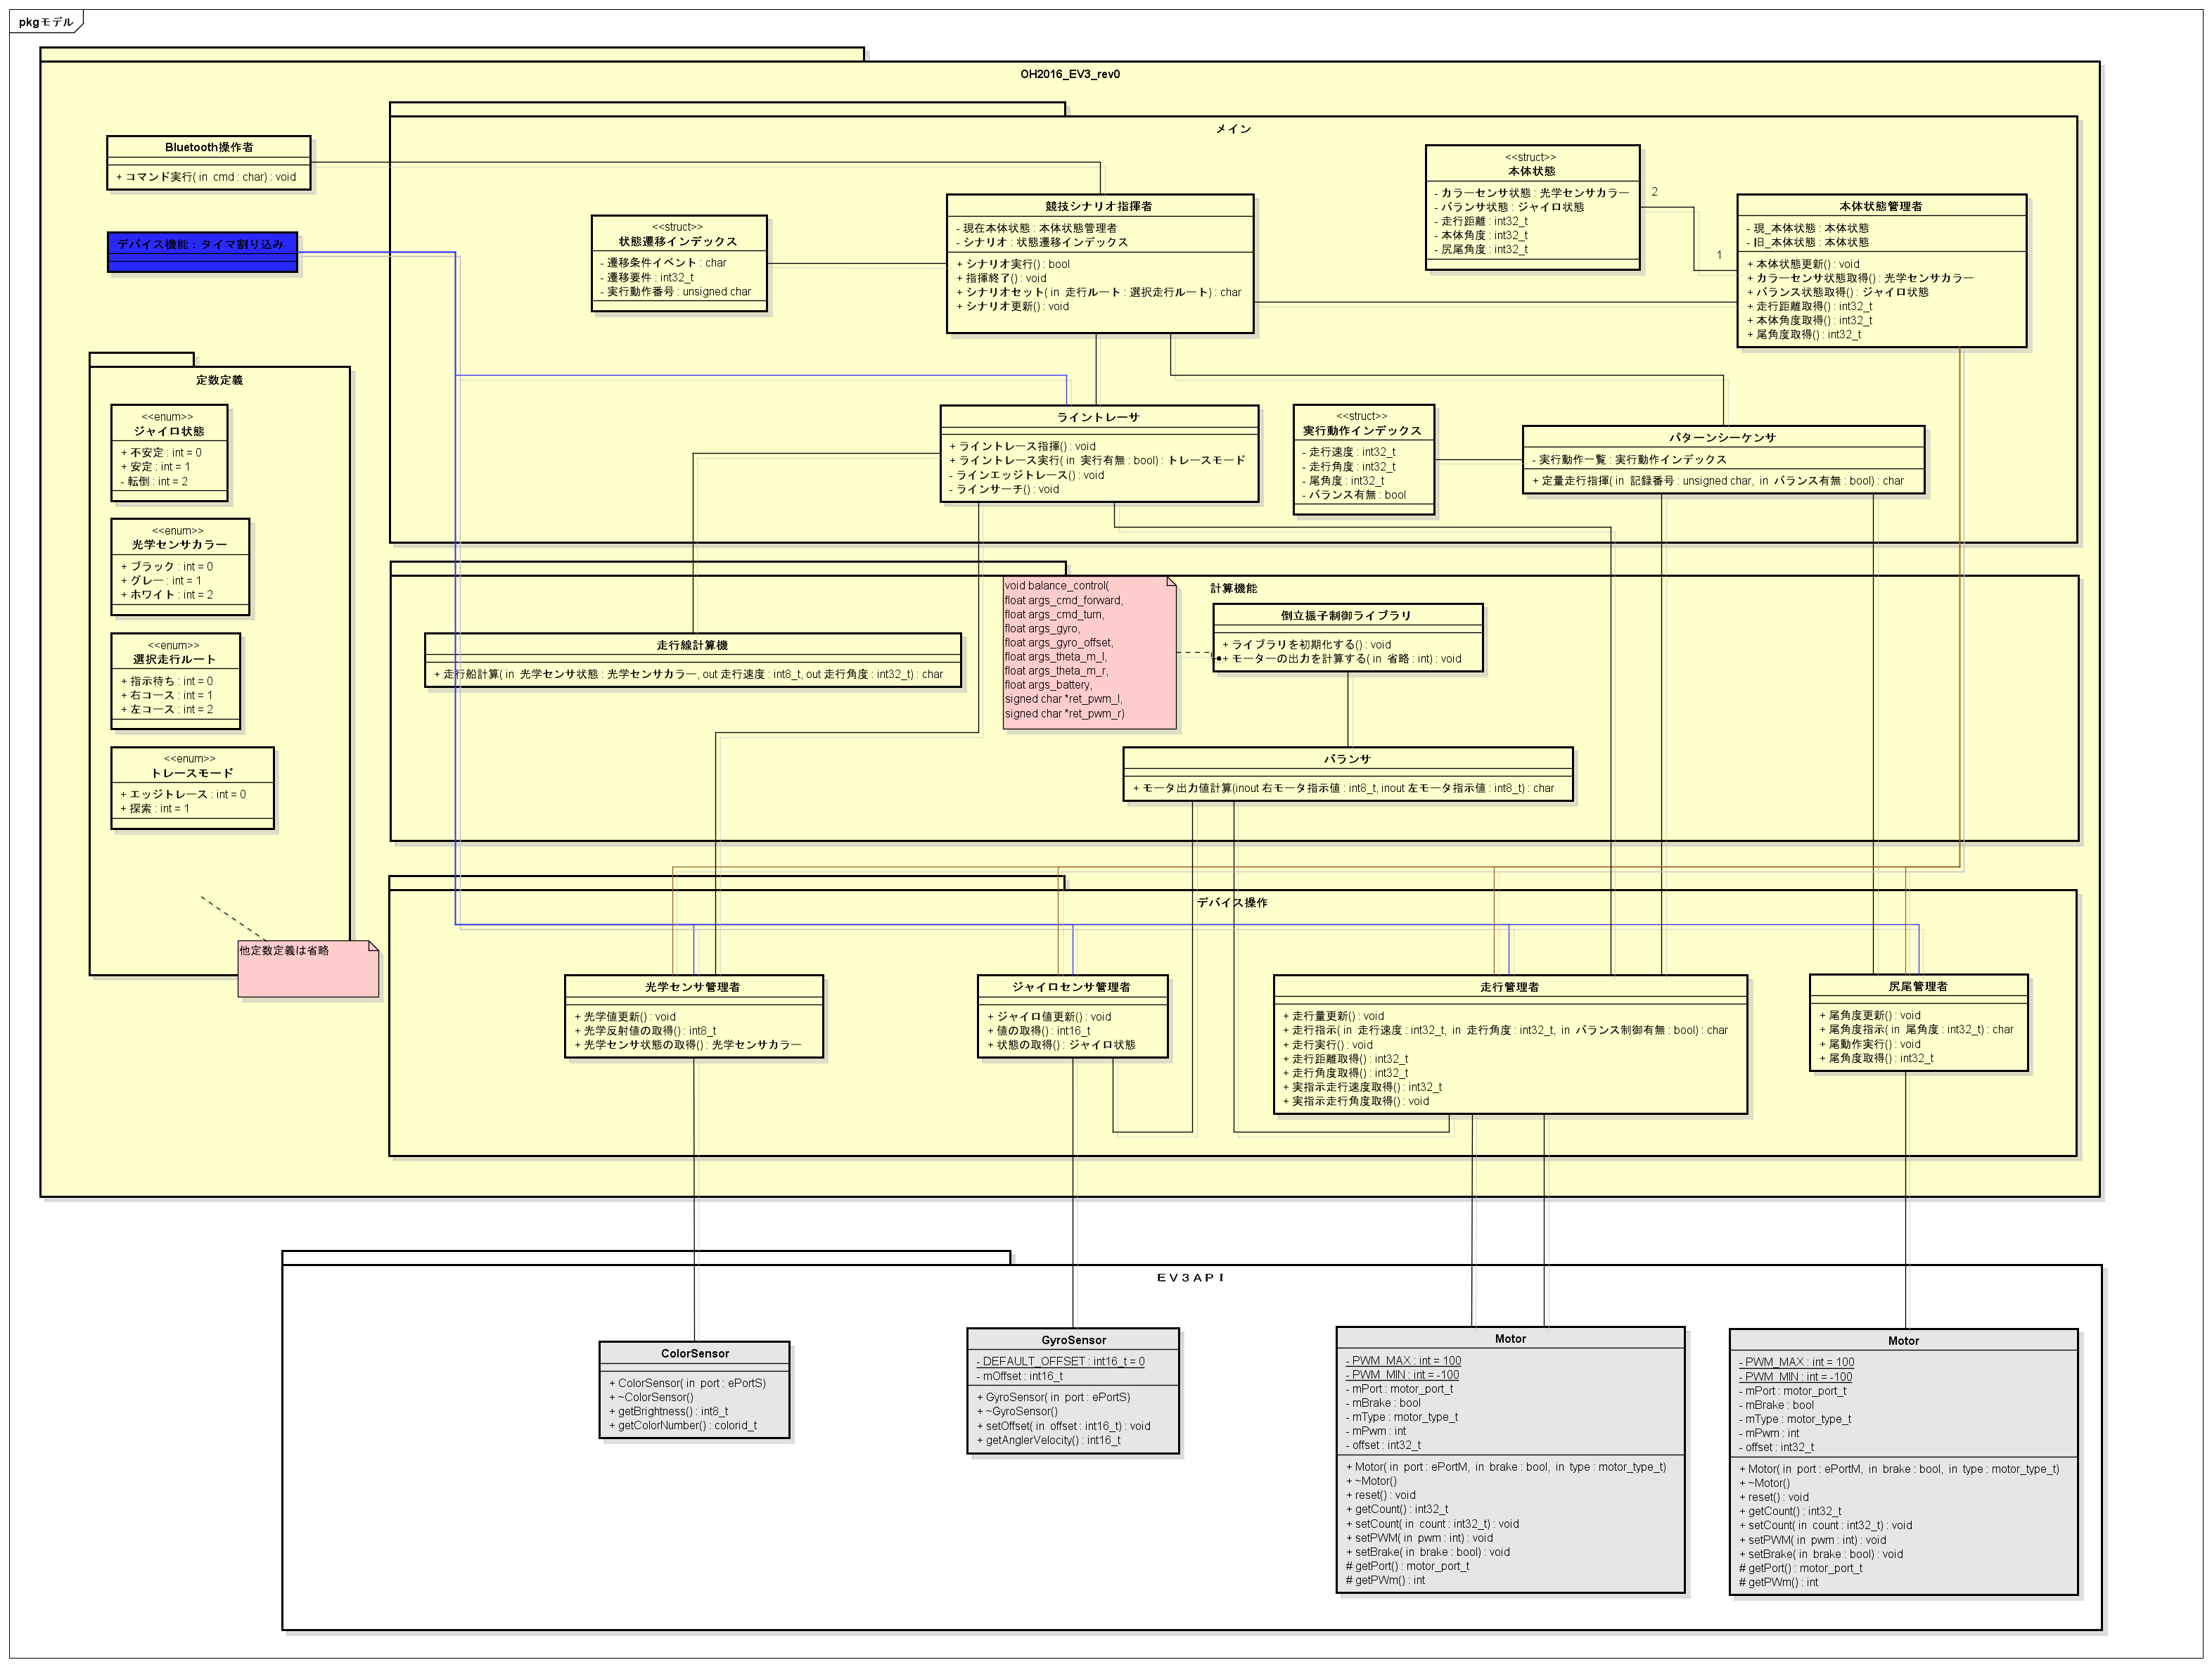 pkgモデル
OH2016_EV3_rev0
メイン
Bluetooth操作者
+ コマンド実行( in cmd : char) : void
デバイス機能：タイマ割り込み
<<struct>>
状態遷移インデックス
- 遷移条件イベント : char
- 遷移要件 : int32_t
- 実行動作番号 : unsigned char
競技シナリオ指揮者
- 現在本体状態 : 本体状態管理者
- シナリオ : 状態遷移インデックス
+ シナリオ実行() : bool
+ 指揮終了() : void
+ シナリオセット( in 走行ルート : 選択走行ルート) : char
+ シナリオ更新() : void
<<struct>>
本体状態
- カラーセンサ状態 : 光学センサカラー
- バランサ状態 : ジャイロ状態
- 走行距離 : int32_t
- 本体角度 : int32_t
- 尻尾角度 : int32_t
2
1
本体状態管理者
- 現_本体状態 : 本体状態
- 旧_本体状態 : 本体状態
+ 本体状態更新() : void
+ カラーセンサ状態取得() : 光学センサカラー
+ バランス状態取得() : ジャイロ状態
+ 走行距離取得() : int32_t
+ 本体角度取得() : int32_t
+ 尾角度取得() : int32_t
定数定義
<<enum>>
ジャイロ状態
+ 不安定 : int = 0
+ 安定 : int = 1
- 転倒 : int = 2
<<enum>>
光学センサカラー
+ ブラック : int = 0
+ グレー : int = 1
+ ホワイト : int = 2
<<enum>>
選択走行ルート
+ 指示待ち : int = 0
+ 右コース : int = 1
+ 左コース : int = 2
<<enum>>
トレースモード
+ エッジトレース : int = 0
+ 探索 : int = 1
他定数定義は省略
ライントレーサ
+ ライントレース指揮() : void
+ ライントレース実行( in 実行有無 : bool) : トレースモード
- ラインエッジトレース() : void
- ラインサーチ() : void
<<struct>>
実行動作インデックス
- 走行速度 : int32_t
- 走行角度 : int32_t
- 尾角度 : int32_t
- バランス有無 : bool
パターンシーケンサ
- 実行動作一覧 : 実行動作インデックス
+ 定量走行指揮( in 記録番号 : unsigned char, in バランス有無 : bool) : char
計算機能
void balance_control(
float args_cmd_forward,
float args_cmd_turn,
float args_gyro,
float args_gyro_offset,
float args_theta_m_l,
float args_theta_m_r,
float args_battery,
signed char *ret_pwm_l,
signed char *ret_pwm_r)
倒立振子制御ライブラリ
+ ライブラリを初期化する() : void
+ モーターの出力を計算する( in 省略 : int) : void
走行線計算機
+ 走行船計算( in 光学センサ状態 : 光学センサカラー, out 走行速度 : int8_t, out 走行角度 : int32_t) : char
バランサ
+ モータ出力値計算(inout 右モータ指示値 : int8_t, inout 左モータ指示値 : int8_t) : char
デバイス操作
光学センサ管理者
+ 光学値更新() : void
+ 光学反射値の取得() : int8_t
+ 光学センサ状態の取得() : 光学センサカラー
ジャイロセンサ管理者
+ ジャイロ値更新() : void
+ 値の取得() : int16_t
+ 状態の取得() : ジャイロ状態
走行管理者
+ 走行量更新() : void
+ 走行指示( in 走行速度 : int32_t, in 走行角度 : int32_t, in バランス制御有無 : bool) : char
+ 走行実行() : void
+ 走行距離取得() : int32_t
+ 走行角度取得() : int32_t
+ 実指示走行速度取得() : int32_t
+ 実指示走行角度取得() : void
尻尾管理者
+ 尾角度更新() : void
+ 尾角度指示( in 尾角度 : int32_t) : char
+ 尾動作実行() : void
+ 尾角度取得() : int32_t
ＥＶ３ＡＰＩ
ColorSensor
+ ColorSensor( in port : ePortS)
+ ~ColorSensor()
+ getBrightness() : int8_t
+ getColorNumber() : colorid_t
GyroSensor
- DEFAULT_OFFSET : int16_t = 0
- mOffset : int16_t
+ GyroSensor( in port : ePortS)
+ ~GyroSensor()
+ setOffset( in offset : int16_t) : void
+ getAnglerVelocity() : int16_t
Motor
- PWM_MAX : int = 100
- PWM_MIN : int = -100
- mPort : motor_port_t
- mBrake : bool
- mType : motor_type_t
- mPwm : int
- offset : int32_t
+ Motor( in port : ePortM, in brake : bool, in type : motor_type_t)
+ ~Motor()
+ reset() : void
+ getCount() : int32_t
+ setCount( in count : int32_t) : void
+ setPWM( in pwm : int) : void
+ setBrake( in brake : bool) : void
# getPort() : motor_port_t
# getPWm() : int
Motor
- PWM_MAX : int = 100
- PWM_MIN : int = -100
- mPort : motor_port_t
- mBrake : bool
- mType : motor_type_t
- mPwm : int
- offset : int32_t
+ Motor( in port : ePortM, in brake : bool, in type : motor_type_t)
+ ~Motor()
+ reset() : void
+ getCount() : int32_t
+ setCount( in count : int32_t) : void
+ setPWM( in pwm : int) : void
+ setBrake( in brake : bool) : void
# getPort() : motor_port_t
# getPWm() : int